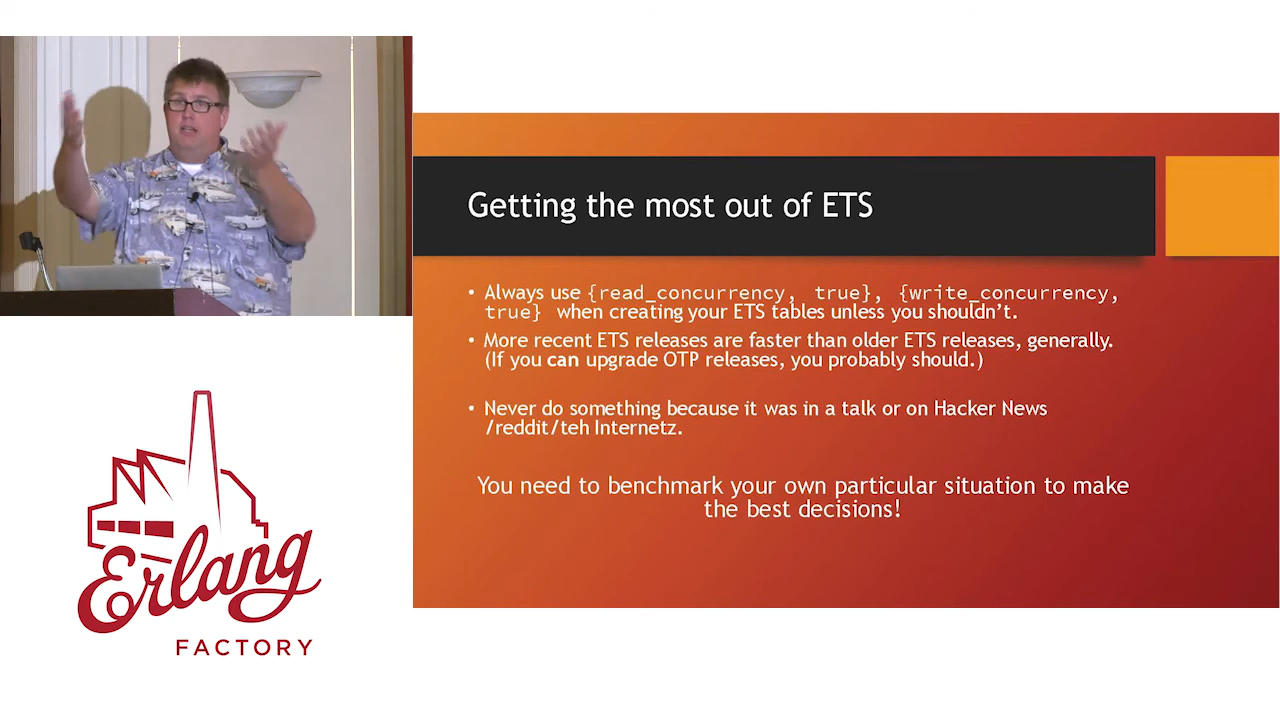 Getting the most out of ETS
• Always use {read_concurrency, true}, {write_concurrency,
true} when creating your ETS tables unless you shouldn't.
• More recent ETS releases are faster than older ETS releases, generally.
(If you can upgrade OTP releases, you probably should.)
• Never do something because it was in a talk or on Hacker News
/reddit/teh Internetz.
You need to benchmark your own particular situation to make
the best decisions!
Erlang
FACTORY